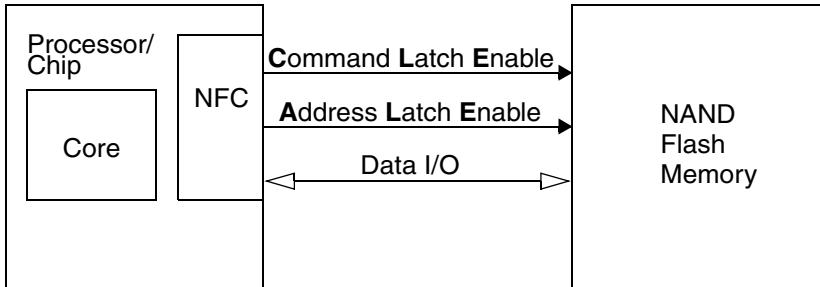 Processor/
Chip
NFC
Core
Command Latch Enable
Address Latch Enable
Data I/O
NAND
Flash
Memory